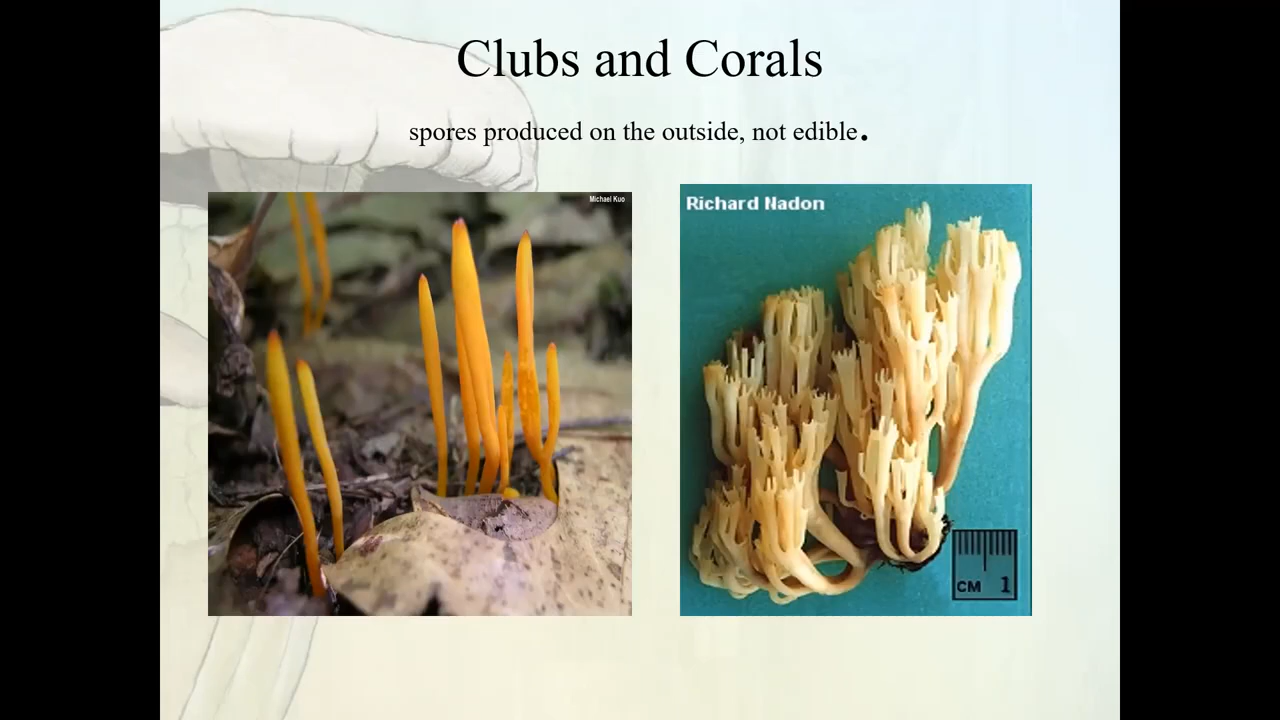 Clubs and Corals
spores produced on the outside, not edible.
Michael Kuo
Richard Nadon
CM 1